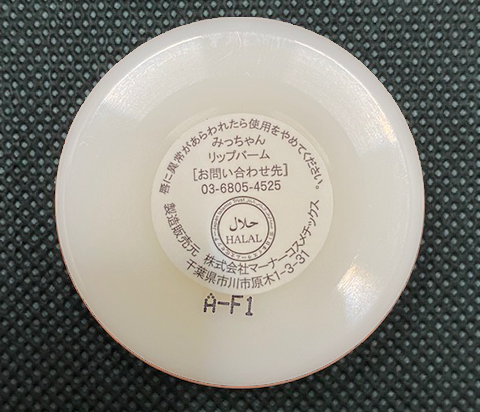 唇に異常があらわれたら使用をやめてください。
みっちゃん
リップバーム
[お問い合わせ先]
03-6805-4525
حلال
HALAL
製造販売元 株式会社マーナーコスメチックス
千葉県市川市原木1-3-31
A-F1